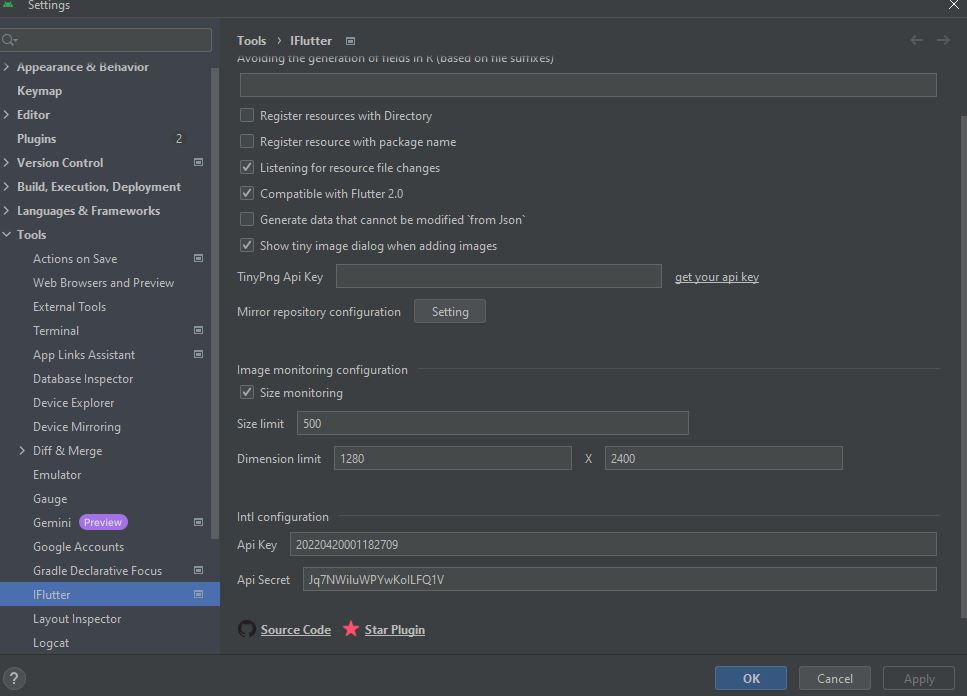 Settings
Appearance & Behavior
Keymap
Editor
Plugins 2
Version Control
Build, Execution, Deployment
Languages & Frameworks
Tools
Actions on Save
Web Browsers and Preview
External Tools
Terminal
App Links Assistant
Database Inspector
Device Explorer
Device Mirroring
Diff & Merge
Emulator
Gauge
Gemini Preview
Google Accounts
Gradle Declarative Focus
IFlutter
Layout Inspector
Logcat
Tools › IFlutter
Avoiding the generation of fields in R (based on file suffixes)
Register resources with Directory
Register resource with package name
Listening for resource file changes
Compatible with Flutter 2.0
Generate data that cannot be modified `from Json`
Show tiny image dialog when adding images
TinyPng Api Key get your api key
Mirror repository configuration Setting
Image monitoring configuration
Size monitoring
Size limit 500
Dimension limit 1280 X 2400
Intl configuration
Api Key 20220420001182709
Api Secret Jq7NWiIuWPYwKoILFQ1V
Source Code Star Plugin
? OK Cancel Apply